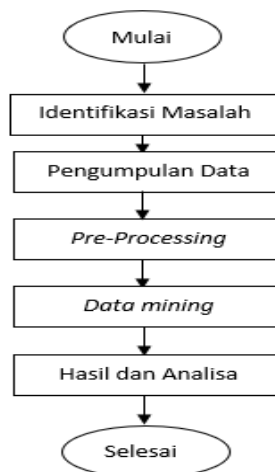 Mulai
Identifikasi Masalah
Pengumpulan Data
Pre-Processing
Data mining
Hasil dan Analisa
Selesai